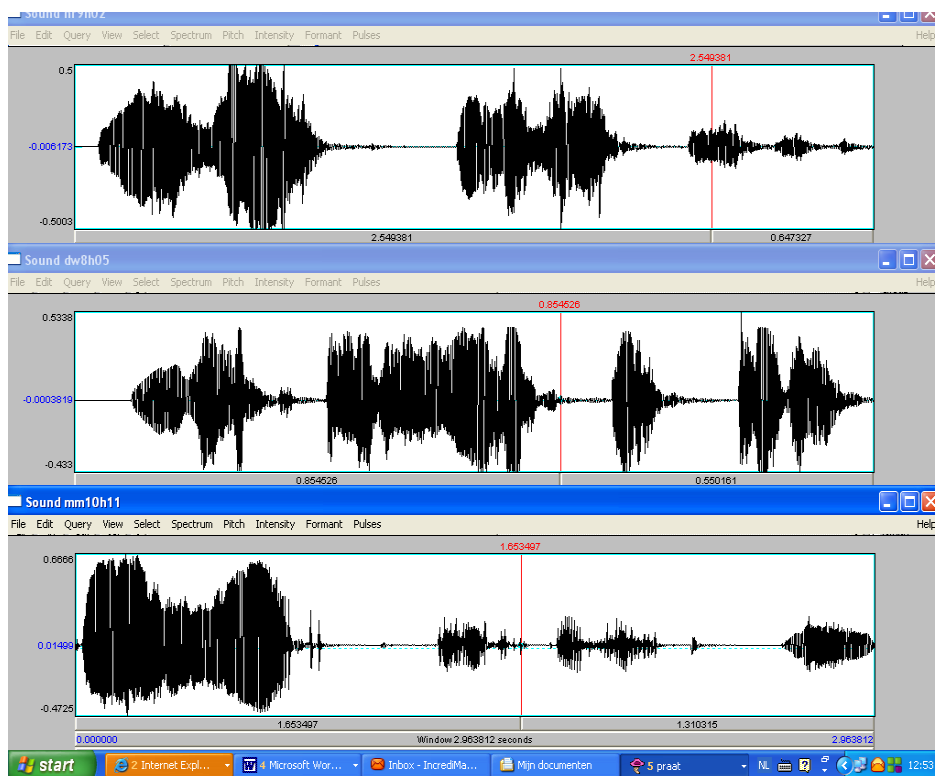 Sound hr9h02
File Edit Query View Select Spectrum Pitch Intensity Formant Pulses Help
2.549381
0.5
-0.006173
-0.5003
2.549381 0.647327
Sound dw8h05
File Edit Query View Select Spectrum Pitch Intensity Formant Pulses Help
0.854526
0.5338
-0.0003819
-0.433
0.854526 0.550161
Sound mm10h11
File Edit Query View Select Spectrum Pitch Intensity Formant Pulses Help
1.653497
0.6666
0.01499
-0.4725
1.653497 1.310315
0.000000 Window 2.963812 seconds 2.963812
start 2 Internet Expl... 4 Microsoft Wor... Inbox - IncrediMa... Mijn documenten 5 praat NL 12:53